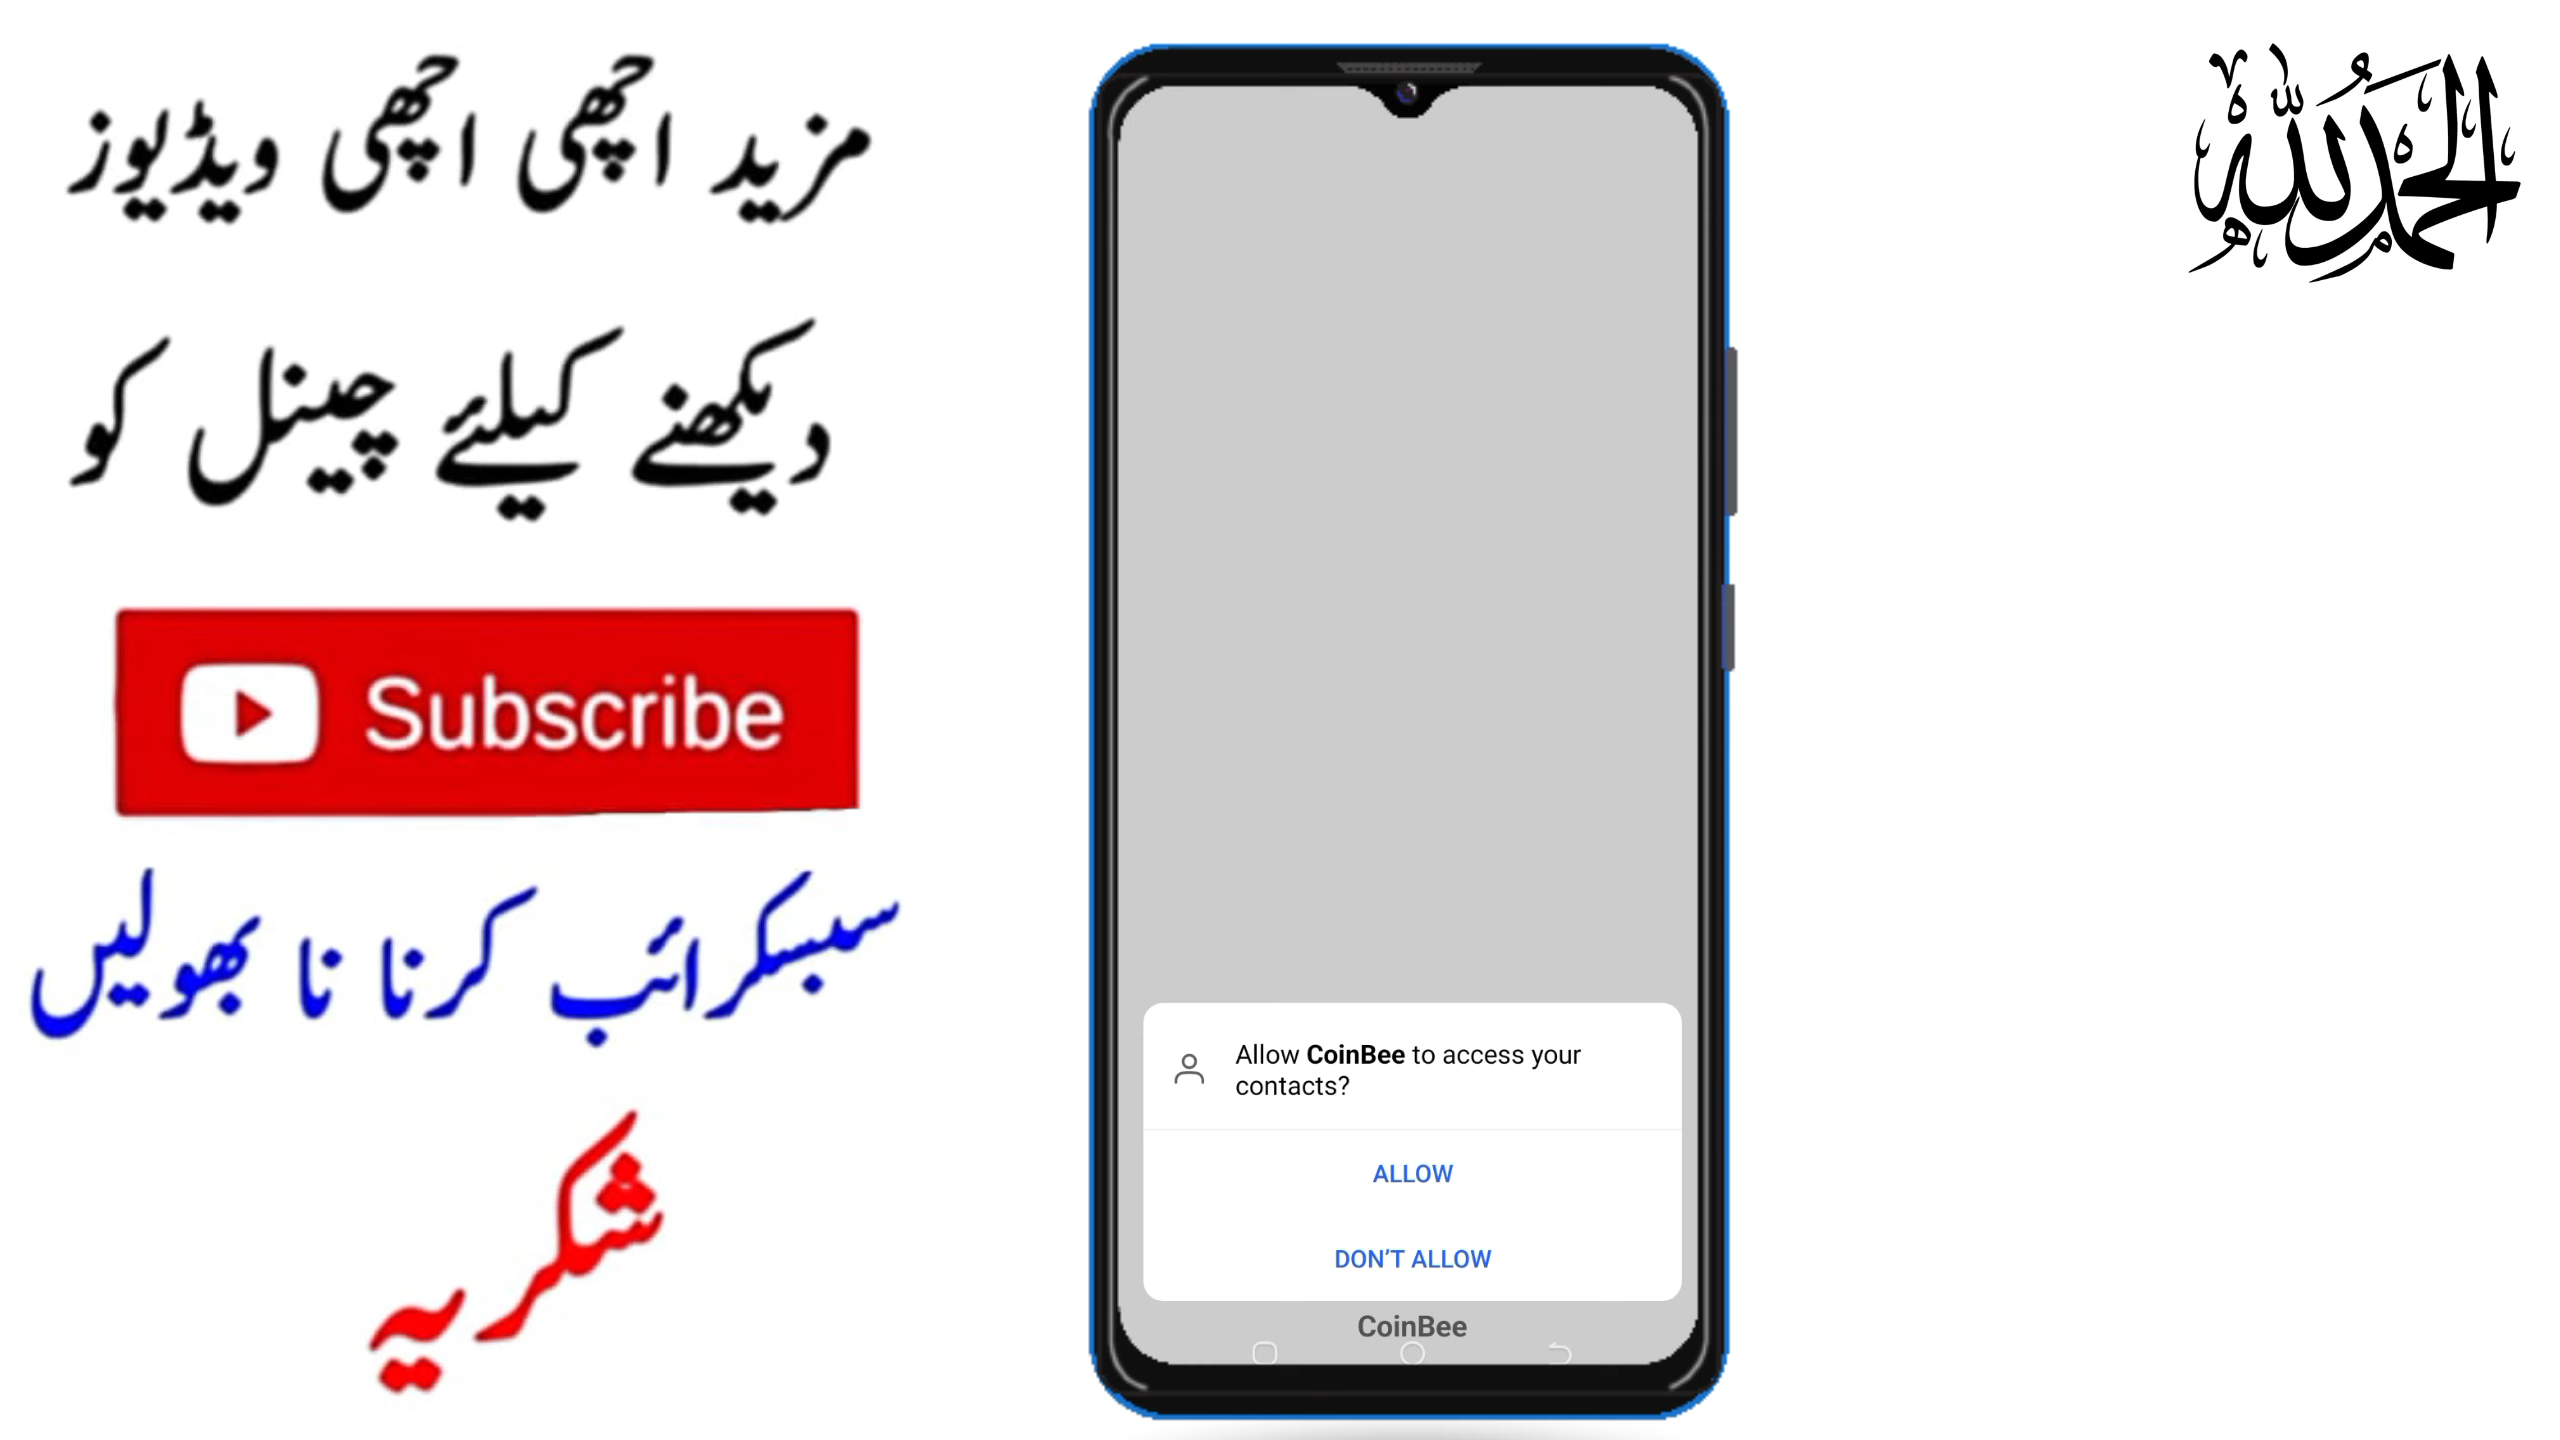 مزید اچھی اچھی ویڈیوز
دیکھنے کیلئے چینل کو
Subscribe
سبسکرائب کرنا نا بھولیں
شکریہ
Allow CoinBee to access your
contacts?
ALLOW
DON'T ALLOW
CoinBee
الحمدلله